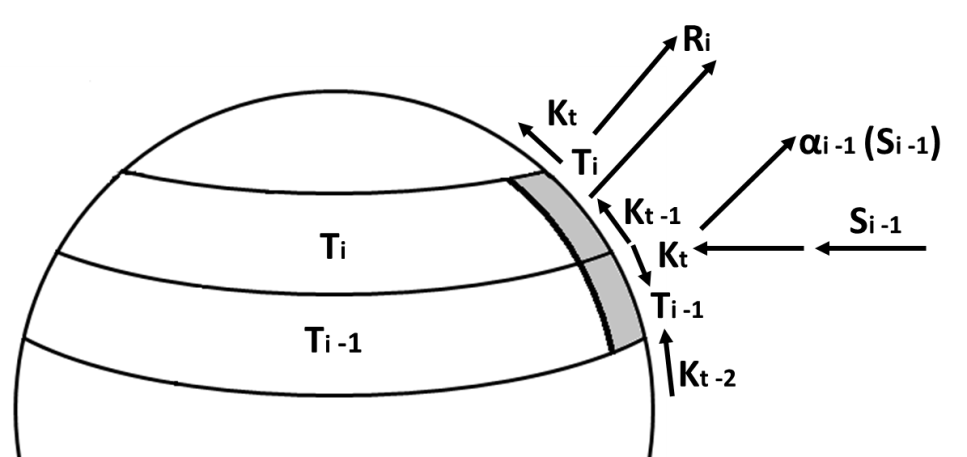 Ri
Kt
αi -1 (Si -1)
Ti
Kt -1
Si -1
Ti
Kt
Ti -1
Ti -1
Kt -2